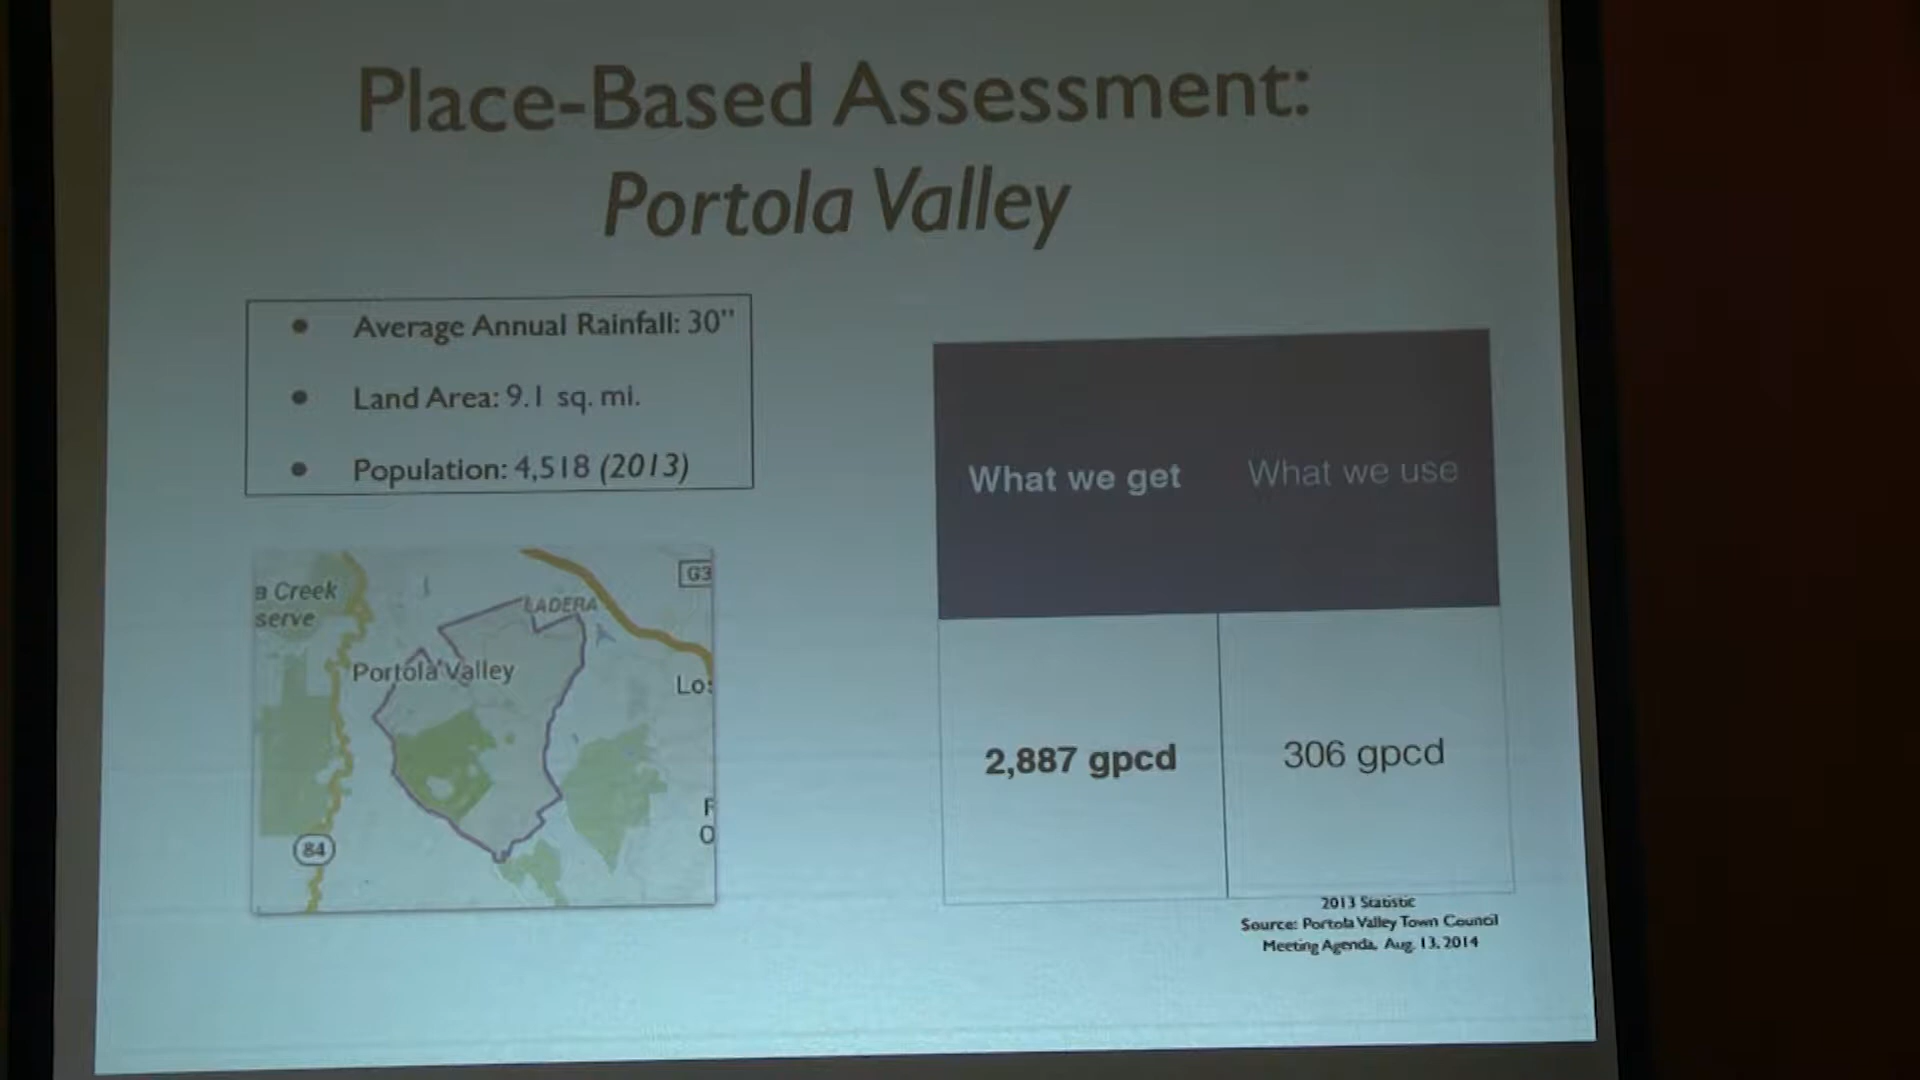 Place-Based Assessment:
Portola Valley
• Average Annual Rainfall: 30"
• Land Area: 9.1 sq. mi.
• Population: 4,518 (2013)
What we get What we use
2,887 gpcd 306 gpcd
2013 Statistic
Source: Portola Valley Town Council
Meeting Agenda, Aug. 13, 2014
a Creek
serve
G3
LADERA
Portola Valley
Lo
84